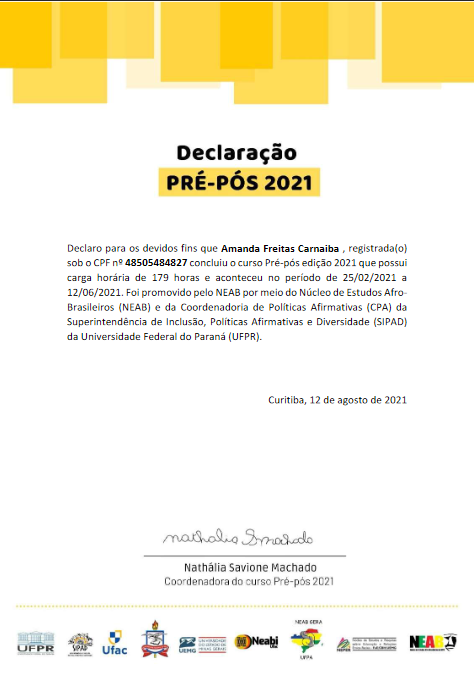 Declaração
PRÉ-PÓS 2021
Declaro para os devidos fins que Amanda Freitas Carnaiba , registrada(o)
sob o CPF nº 48505484827 concluiu o curso Pré-pós edição 2021 que possui
carga horária de 179 horas e aconteceu no período de 25/02/2021 a
12/06/2021. Foi promovido pelo NEAB por meio do Núcleo de Estudos Afro-
Brasileiros (NEAB) e da Coordenadoria de Políticas Afirmativas (CPA) da
Superintendência de Inclusão, Políticas Afirmativas e Diversidade (SIPAD)
da Universidade Federal do Paraná (UFPR).
Curitiba, 12 de agosto de 2021
nathália Smachado
Nathália Savione Machado
Coordenadora do curso Pré-pós 2021
UFPR
SIPAD
Ufac
UEMG
Neabi
NEAB GERA
UFPA
NEAB